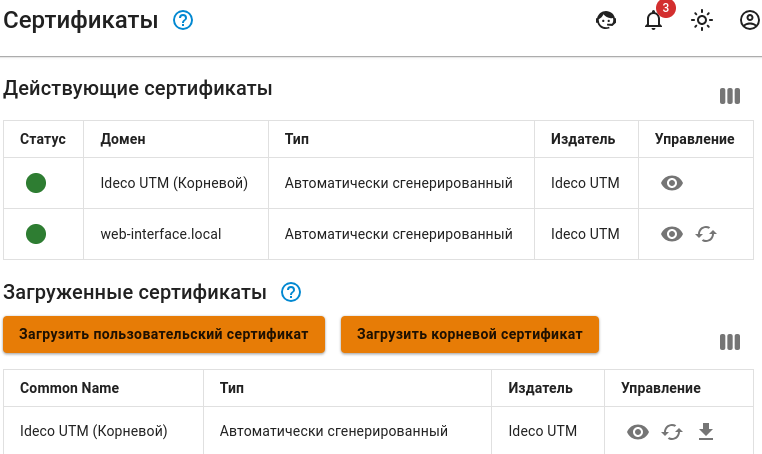 Сертификаты ?
3
Действующие сертификаты
Статус Домен Тип Издатель Управление
Ideco UTM (Корневой) Автоматически сгенерированный Ideco UTM
web-interface.local Автоматически сгенерированный Ideco UTM
Загруженные сертификаты ?
Загрузить пользовательский сертификат Загрузить корневой сертификат
Common Name Тип Издатель Управление
Ideco UTM (Корневой) Автоматически сгенерированный Ideco UTM